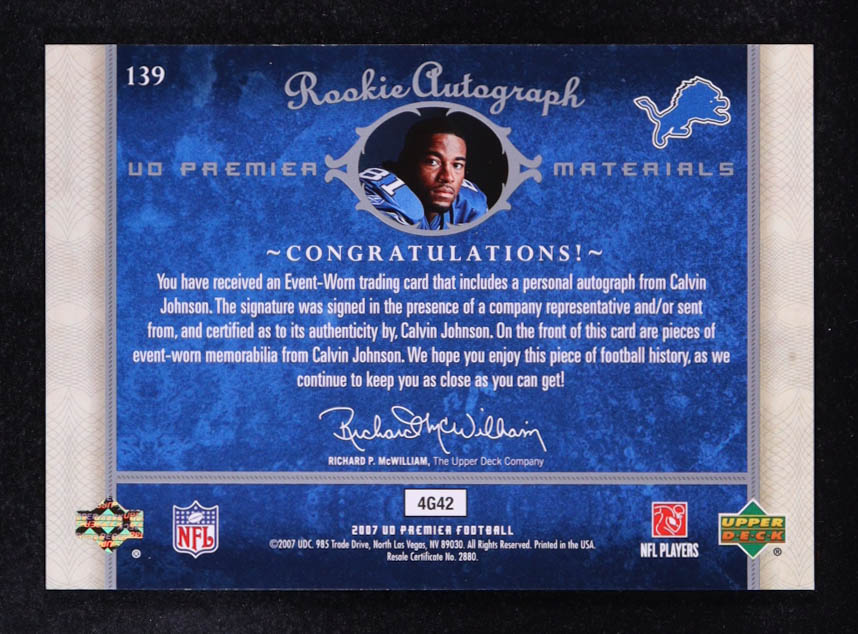 139
Rookie Autograph
UD PREMIER MATERIALS
81
~CONGRATULATIONS!~
You have received an Event-Worn trading card that includes a personal autograph from Calvin
Johnson. The signature was signed in the presence of a company representative and/or sent
from, and certified as to its authenticity by, Calvin Johnson. On the front of this card are pieces of
event-worn memorabilia from Calvin Johnson. We hope you enjoy this piece of football history, as we
continue to keep you as close as you can get!
Richard McWilliam
RICHARD P. McWILLIAM, The Upper Deck Company
4G42
2007 UD PREMIER FOOTBALL
©2007 UDC. 985 Trade Drive, North Las Vegas, NV 89030. All Rights Reserved. Printed in the USA.
Resale Certificate No. 2880.
®
NFL
NFL PLAYERS
UPPER
DECK
®